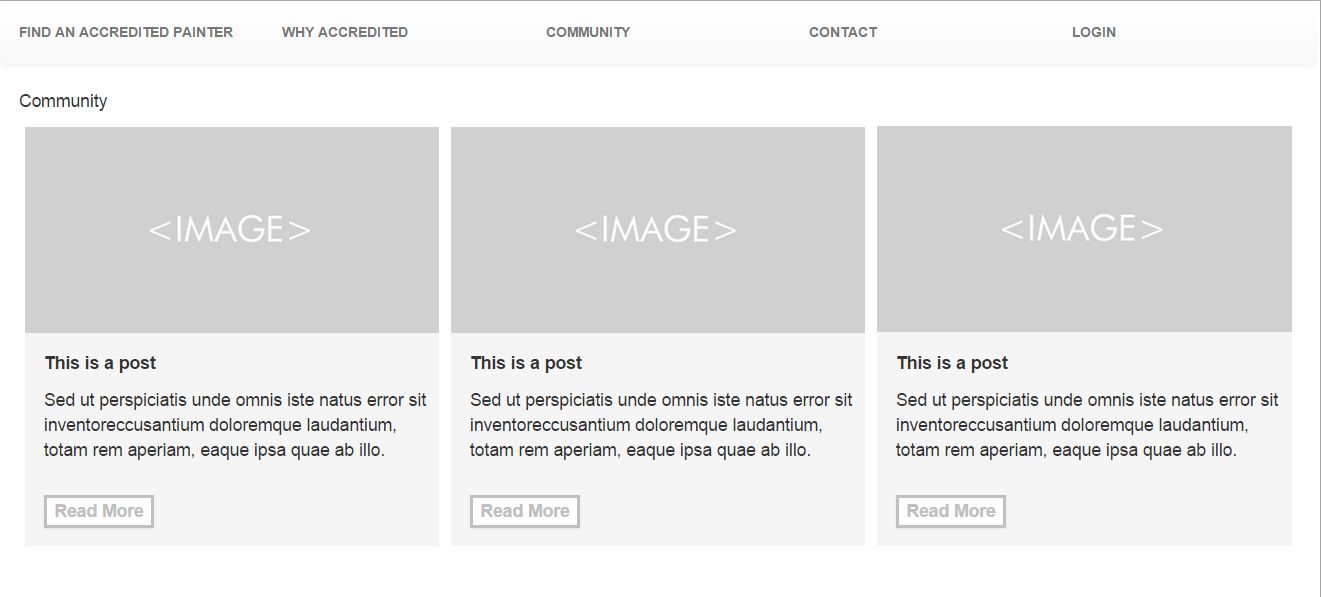 FIND AN ACCREDITED PAINTER WHY ACCREDITED COMMUNITY CONTACT LOGIN
Community
<IMAGE> <IMAGE> <IMAGE>
This is a post
Sed ut perspiciatis unde omnis iste natus error sit
inventoreccusantium doloremque laudantium,
totam rem aperiam, eaque ipsa quae ab illo.
Read More
This is a post
Sed ut perspiciatis unde omnis iste natus error sit
inventoreccusantium doloremque laudantium,
totam rem aperiam, eaque ipsa quae ab illo.
Read More
This is a post
Sed ut perspiciatis unde omnis iste natus error sit
inventoreccusantium doloremque laudantium,
totam rem aperiam, eaque ipsa quae ab illo.
Read More